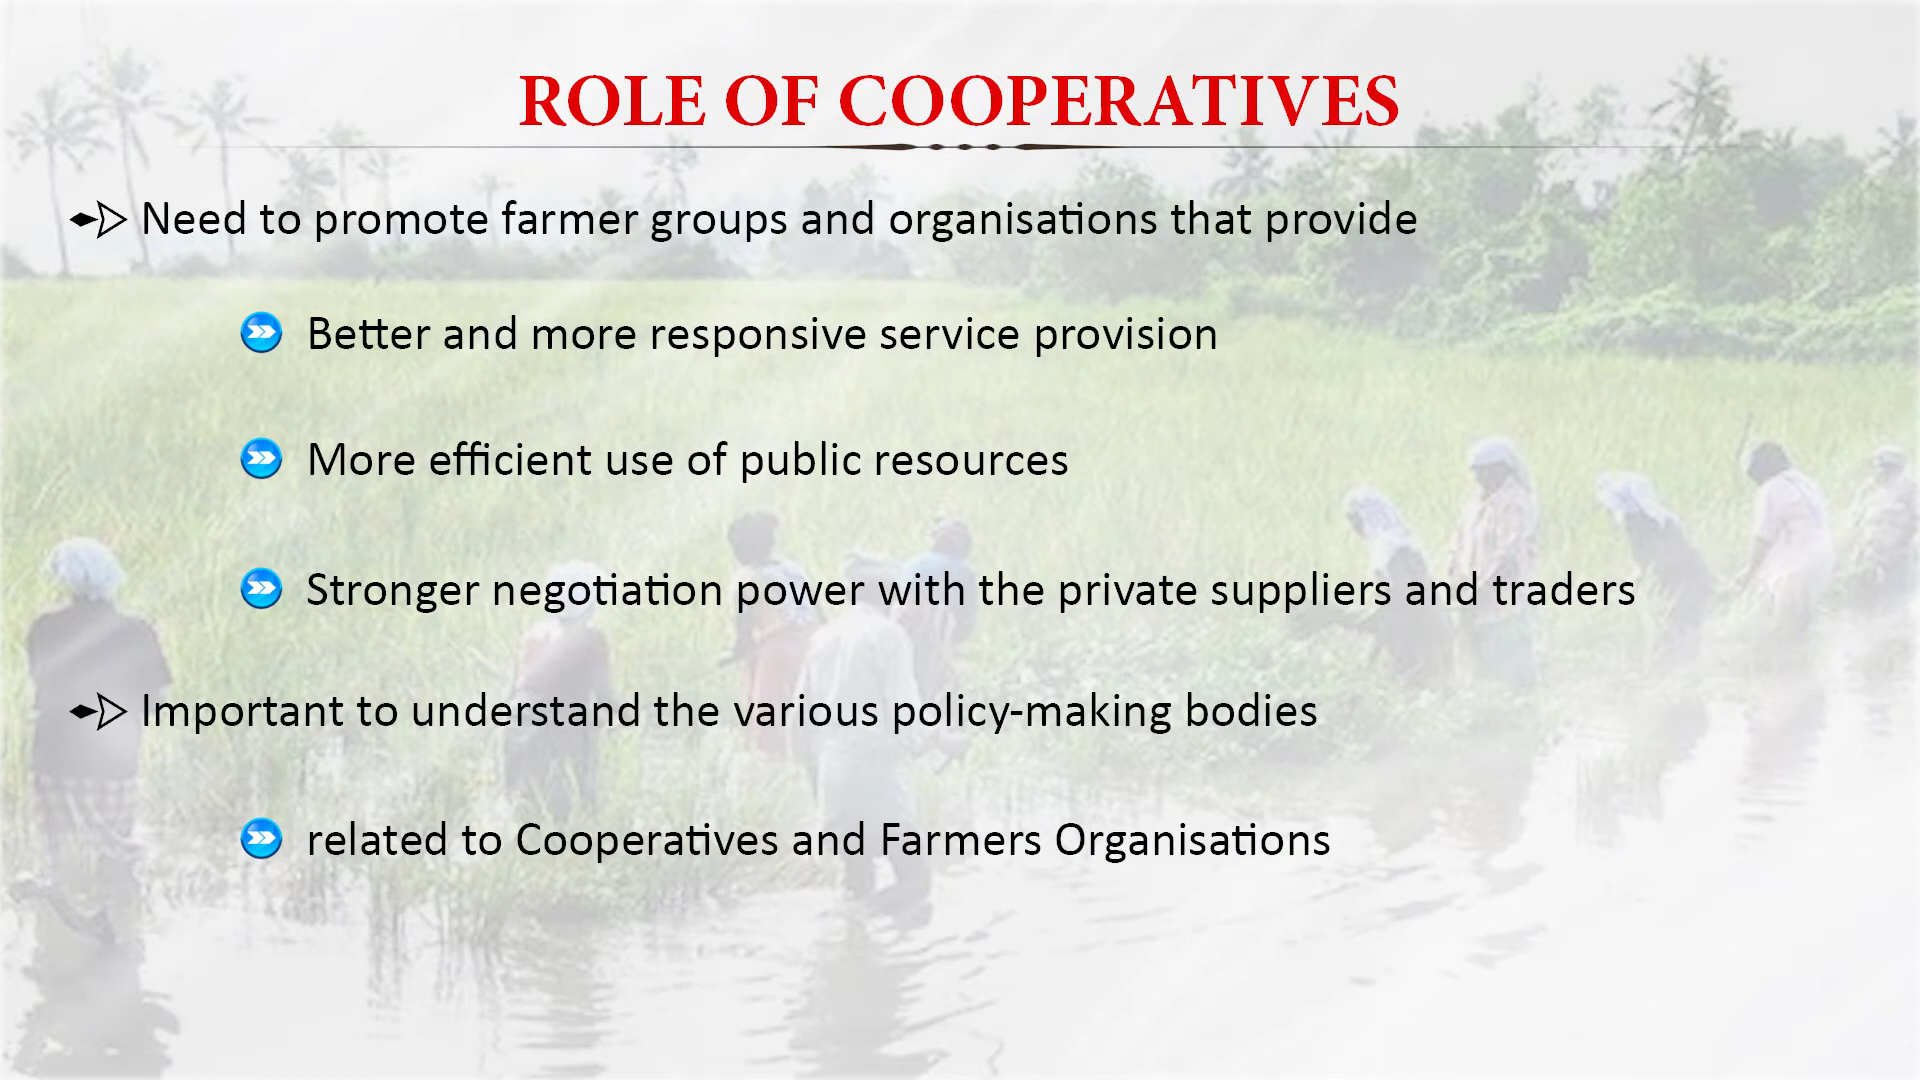 ROLE OF COOPERATIVES
Need to promote farmer groups and organisations that provide
Better and more responsive service provision
More efficient use of public resources
Stronger negotiation power with the private suppliers and traders
Important to understand the various policy-making bodies
related to Cooperatives and Farmers Organisations